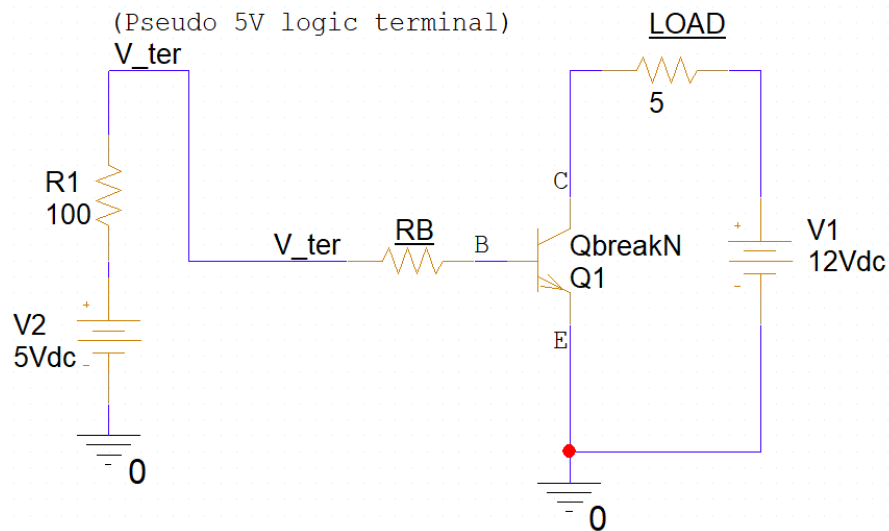 (Pseudo 5V logic terminal)
V_ter
LOAD
5
R1
100
C
V_ter
RB
B
QbreakN
Q1
+
V1
12Vdc
-
+
V2
5Vdc
-
E
0
0